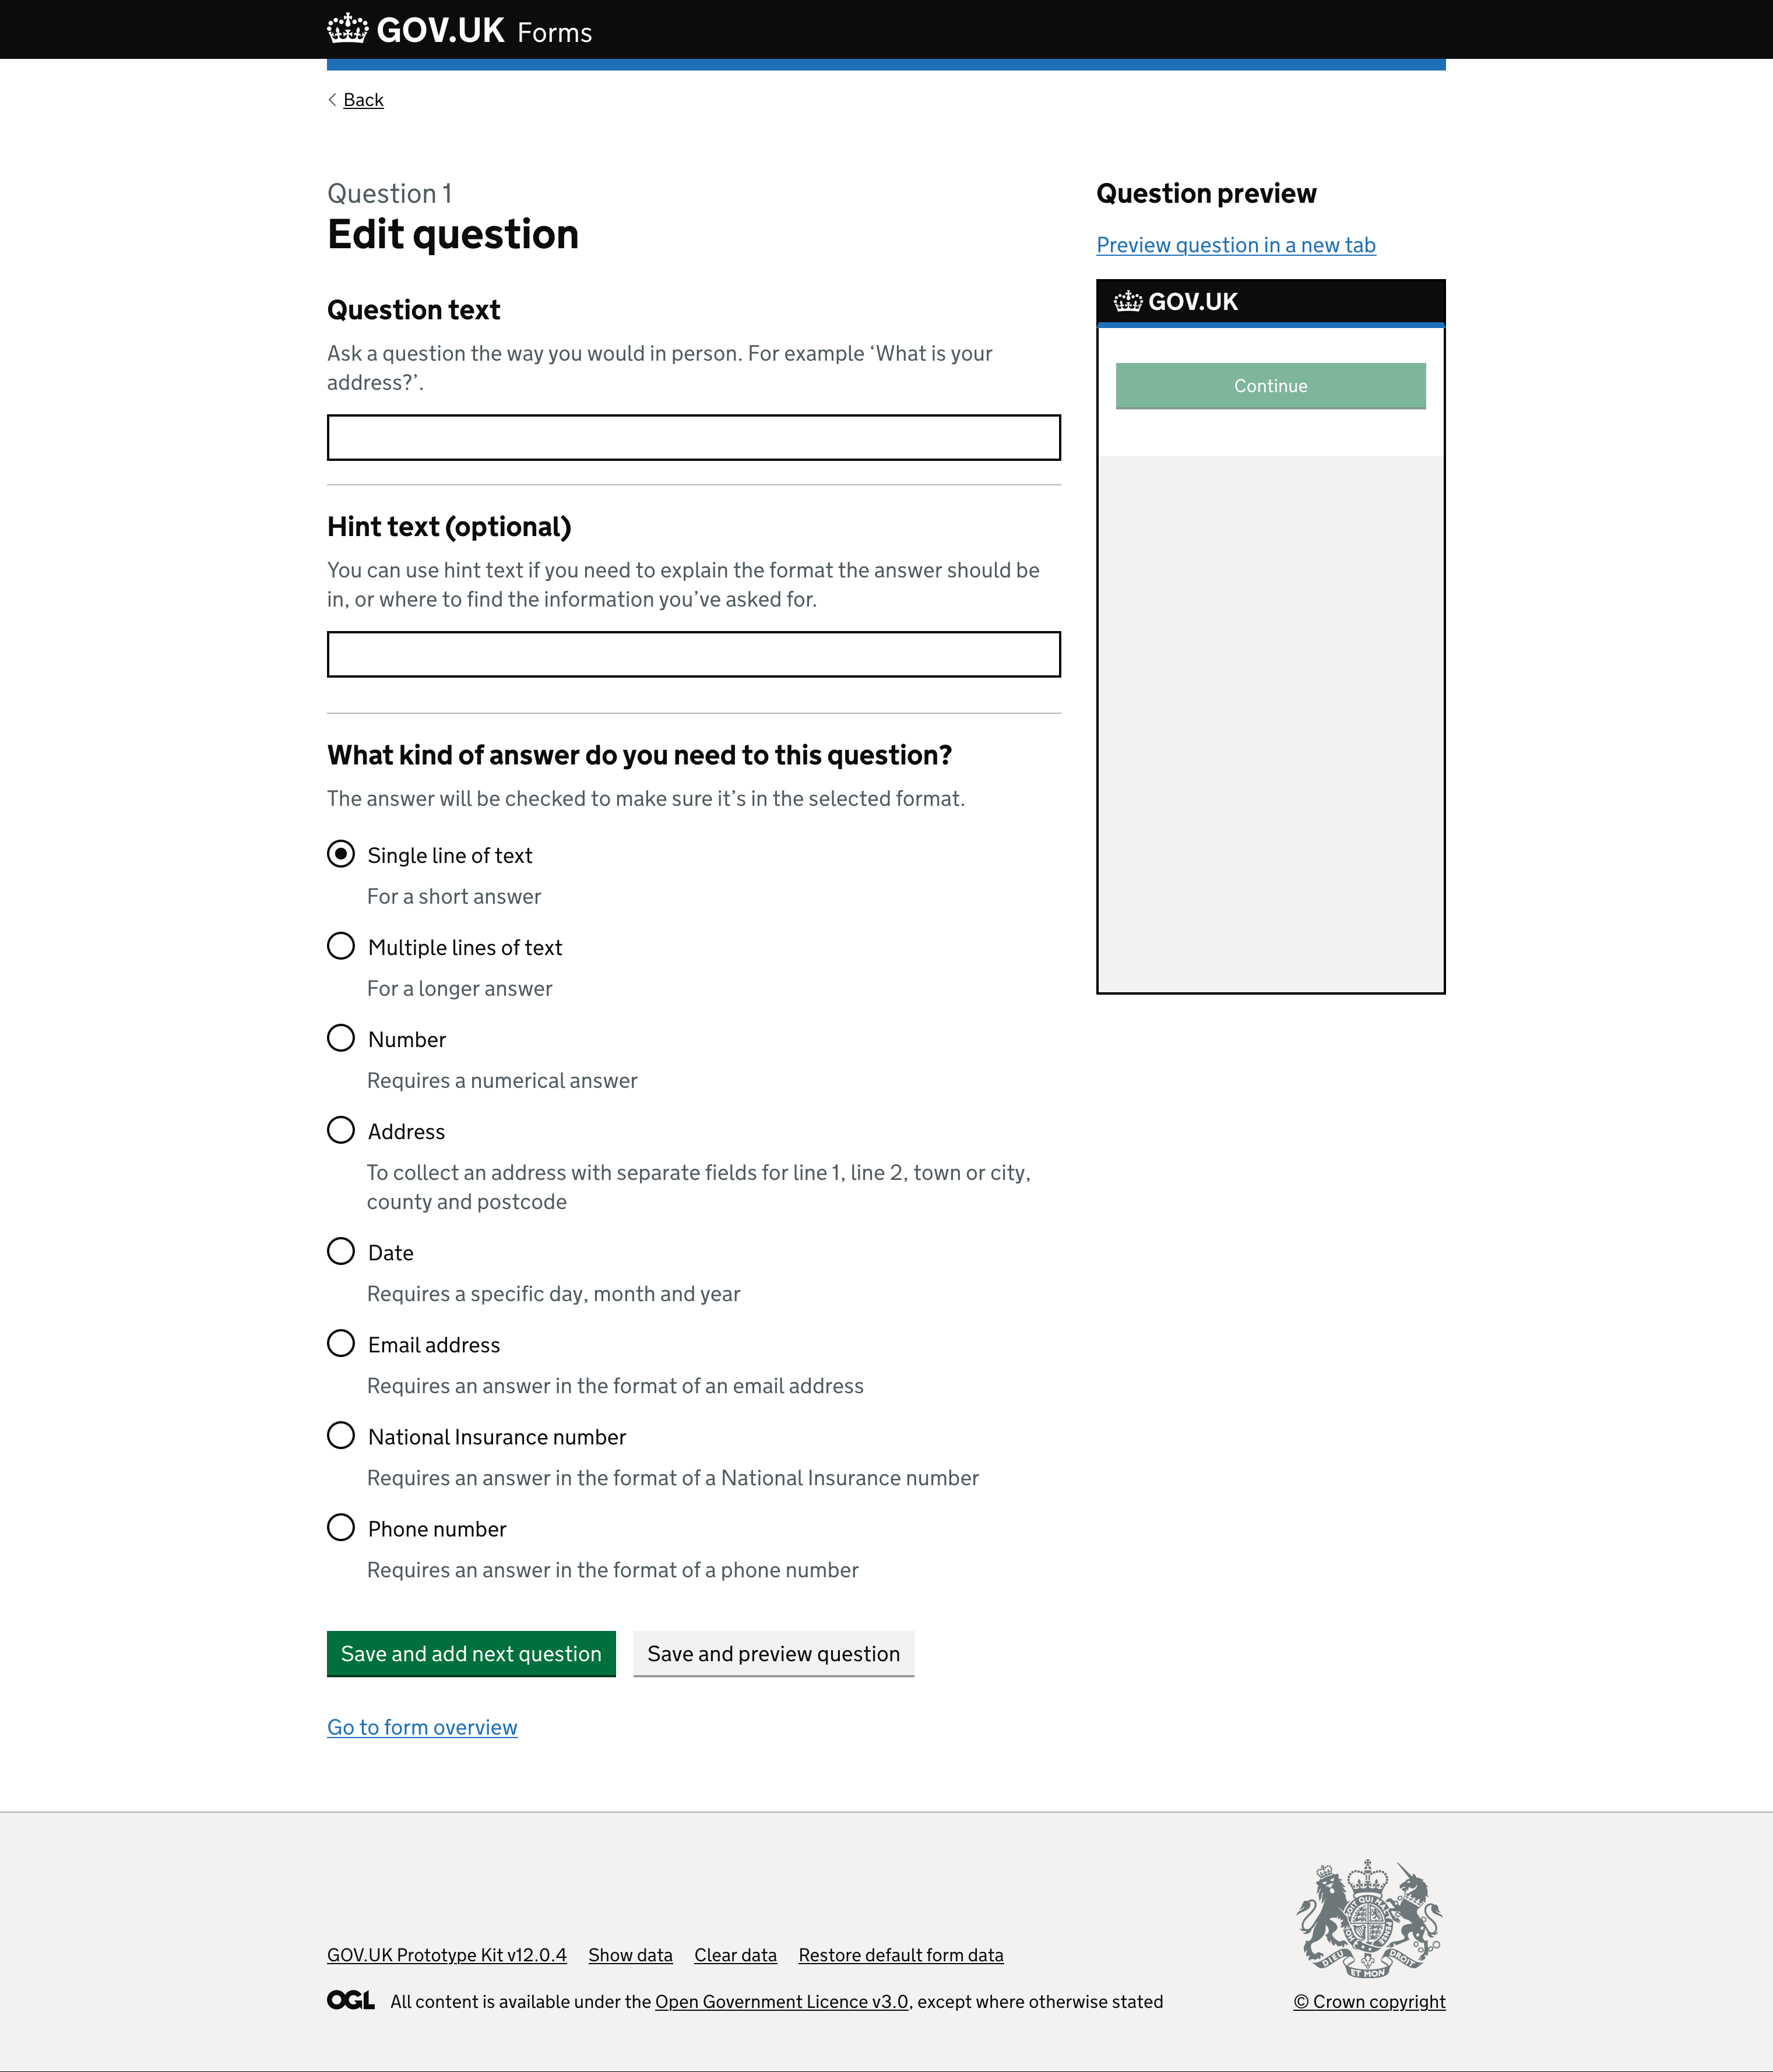 GOV.UK Forms
Back
Question 1
Edit question
Question text
Ask a question the way you would in person. For example ‘What is your
address?’.
Hint text (optional)
You can use hint text if you need to explain the format the answer should be
in, or where to find the information you’ve asked for.
What kind of answer do you need to this question?
The answer will be checked to make sure it’s in the selected format.
Single line of text
For a short answer
Multiple lines of text
For a longer answer
Number
Requires a numerical answer
Address
To collect an address with separate fields for line 1, line 2, town or city,
county and postcode
Date
Requires a specific day, month and year
Email address
Requires an answer in the format of an email address
National Insurance number
Requires an answer in the format of a National Insurance number
Phone number
Requires an answer in the format of a phone number
Save and add next question
Save and preview question
Go to form overview
Question preview
Preview question in a new tab
GOV.UK
Continue
GOV.UK Prototype Kit v12.0.4 Show data Clear data Restore default form data
OGL All content is available under the Open Government Licence v3.0, except where otherwise stated
DIEU ET MON DROIT
© Crown copyright